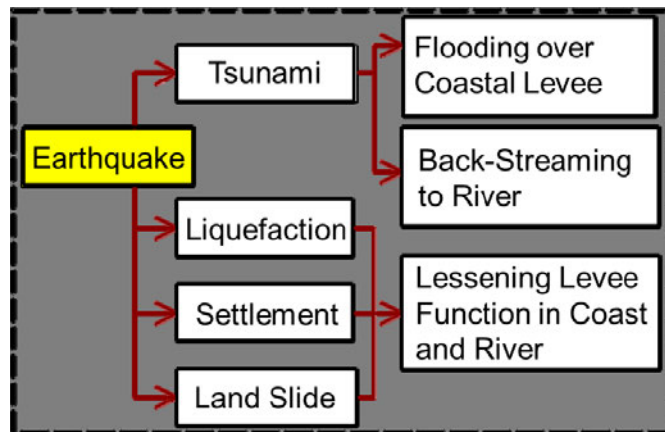 Earthquake
Tsunami
Liquefaction
Settlement
Land Slide
Flooding over
Coastal Levee
Back-Streaming
to River
Lessening Levee
Function in Coast
and River